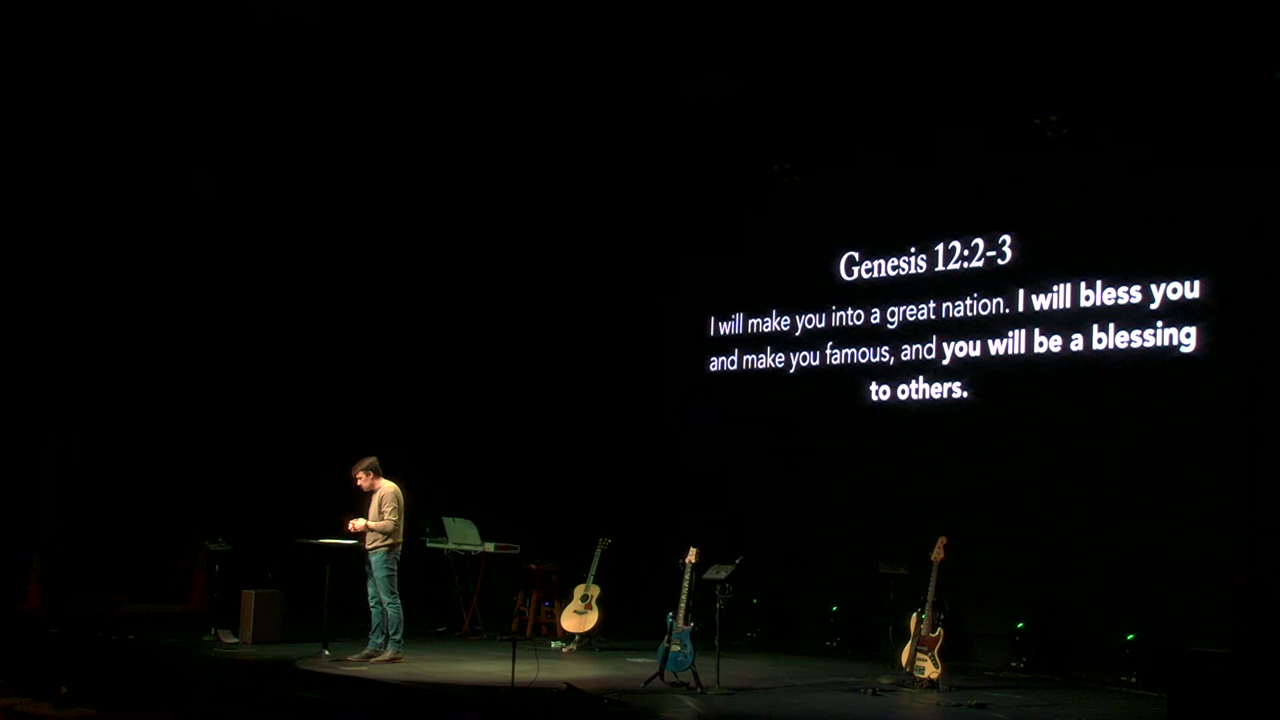 Genesis 12:2-3
I will make you into a great nation. I will bless you
and make you famous, and you will be a blessing
to others.